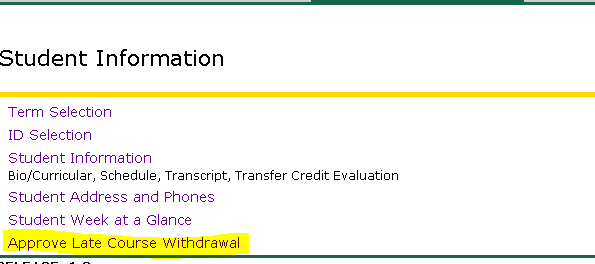 Student Information
Term Selection
ID Selection
Student Information
Bio/Curricular, Schedule, Transcript, Transfer Credit Evaluation
Student Address and Phones
Student Week at a Glance
Approve Late Course Withdrawal